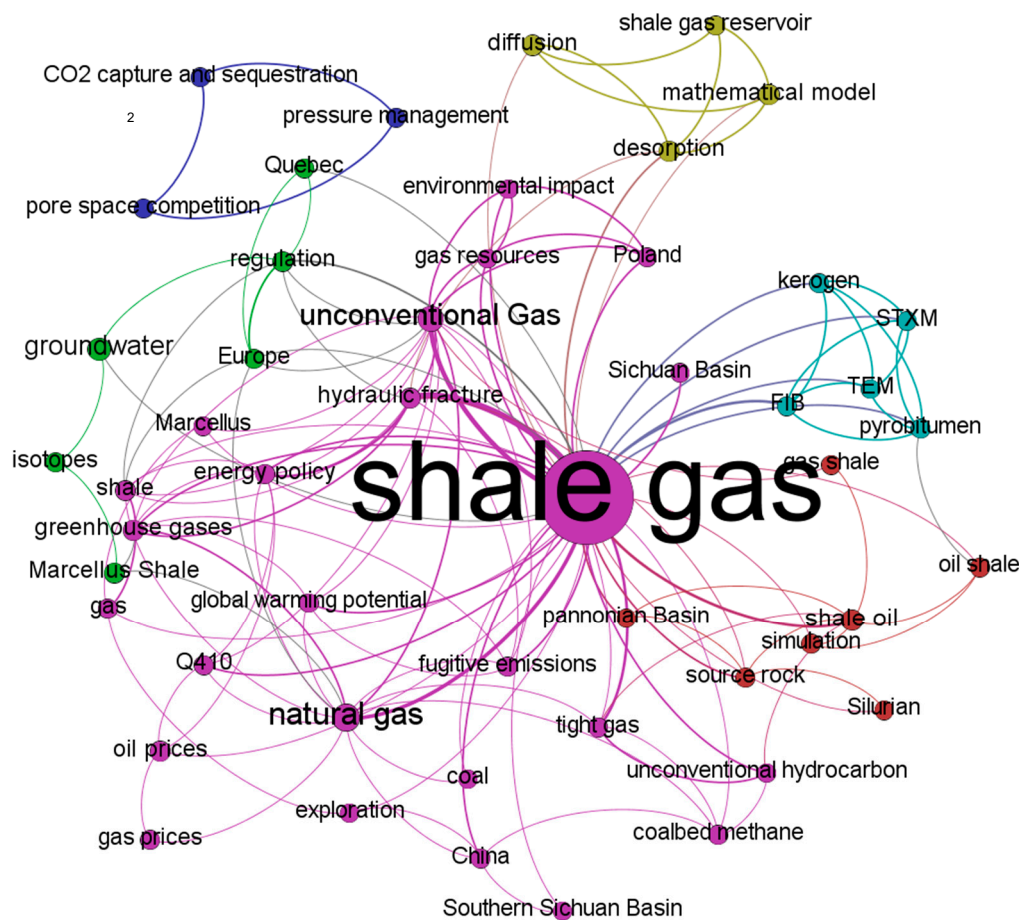 shale gas reservoir
diffusion
CO2 capture and sequestration
mathematical model
2
pressure management
desorption
Quebec
environmental impact
pore space competition
regulation
gas resources
Poland
kerogen
unconventional Gas
STXM
groundwater
Europe
Sichuan Basin
TEM
hydraulic fracture
FIB
Marcellus
pyrobitumen
isotopes
energy policy
shale gas
gas shale
shale
greenhouse gases
Marcellus Shale
oil shale
gas
global warming potential
pannonian Basin
shale oil
simulation
Q410
fugitive emissions
source rock
natural gas
tight gas
Silurian
oil prices
coal
unconventional hydrocarbon
exploration
gas prices
coalbed methane
China
Southern Sichuan Basin